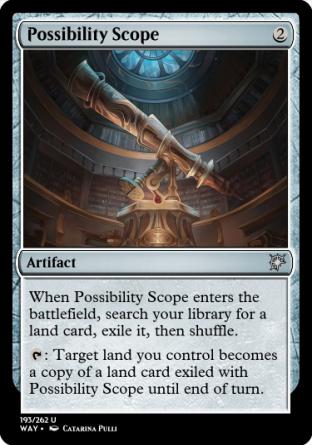 Possibility Scope 2
Artifact
When Possibility Scope enters the
battlefield, search your library for a
land card, exile it, then shuffle.
: Target land you control becomes
a copy of a land card exiled with
Possibility Scope until end of turn.
193/262 U
WAY • Catarina Pulli